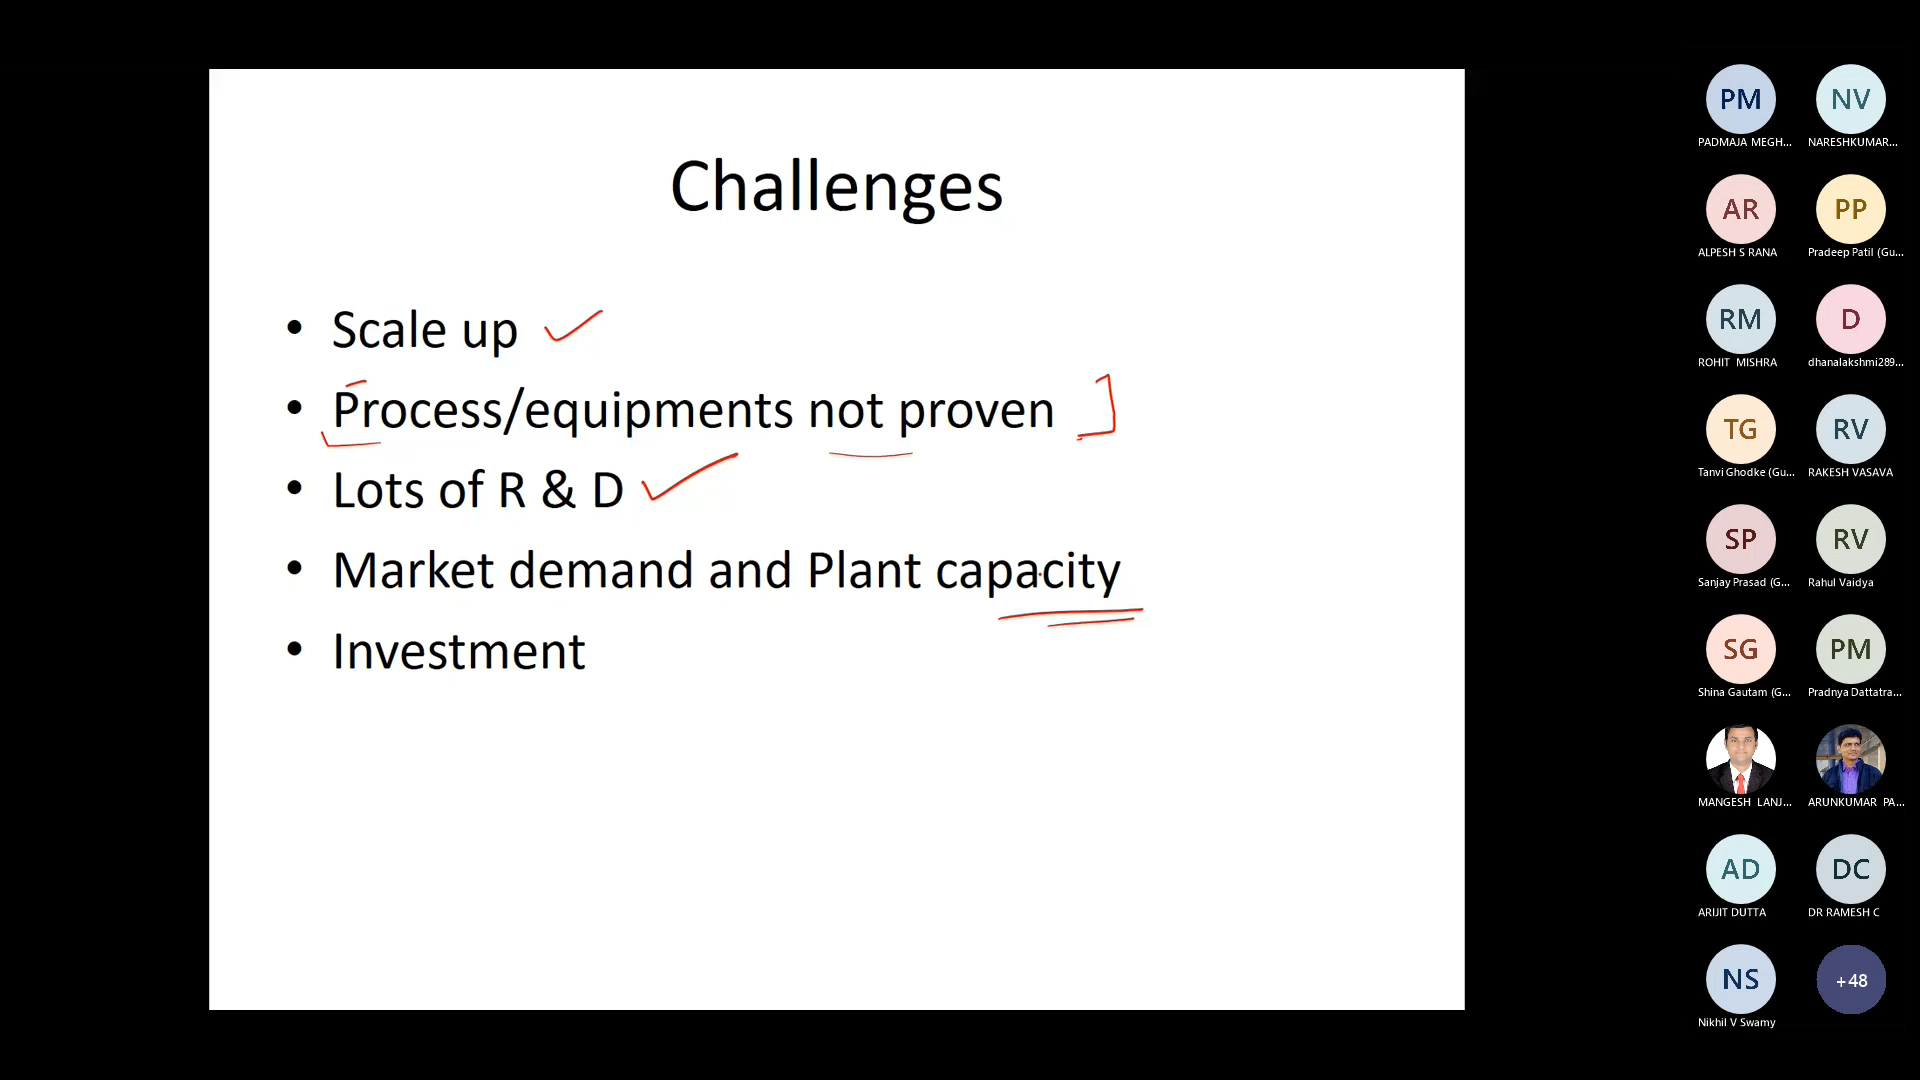 Challenges
• Scale up
• Process/equipments not proven
• Lots of R & D
• Market demand and Plant capacity
• Investment
PM NV
PADMAJA MEGH... NARESHKUMAR...
AR PP
ALPESH S RANA Pradeep Patil (Gu...
RM D
ROHIT MISHRA dhanalakshmi289...
TG RV
Tanvi Ghodke (Gu... RAKESH VASAVA
SP RV
Sanjay Prasad (G... Rahul Vaidya
SG PM
Shina Gautam (G... Pradnya Dattatra...
MANGESH LANJ... ARUNKUMAR PA...
AD DC
ARIJIT DUTTA DR RAMESH C
NS +48
Nikhil V Swamy